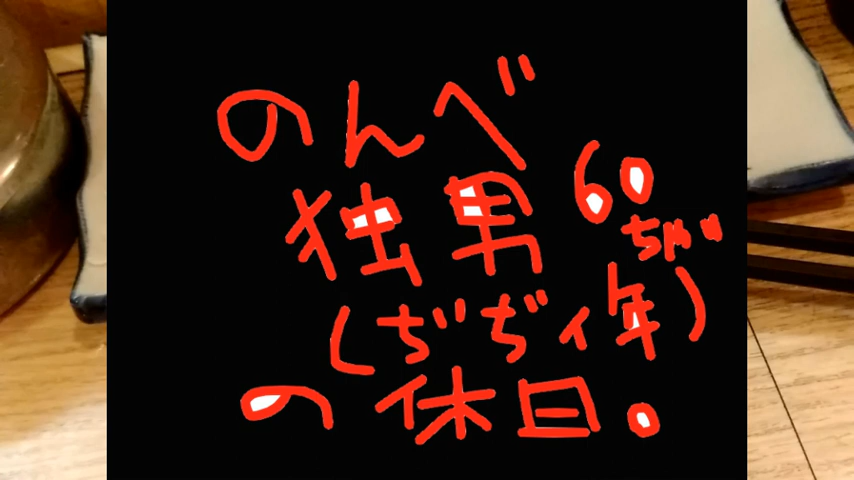 のんべ
独男60
ちゃい
(ぢぢィ年)
の休日。